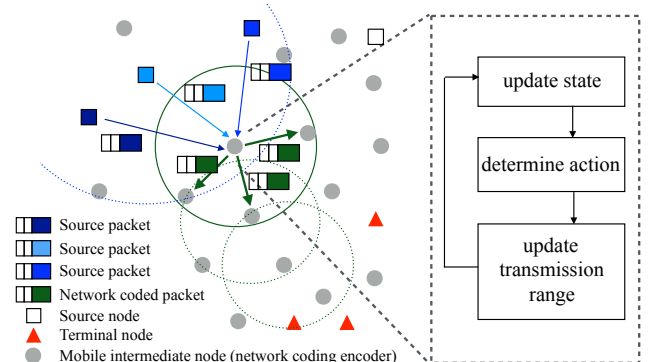 update state
determine action
update
transmission
range
Source packet
Source packet
Source packet
Network coded packet
Source node
Terminal node
Mobile intermediate node (network coding encoder)